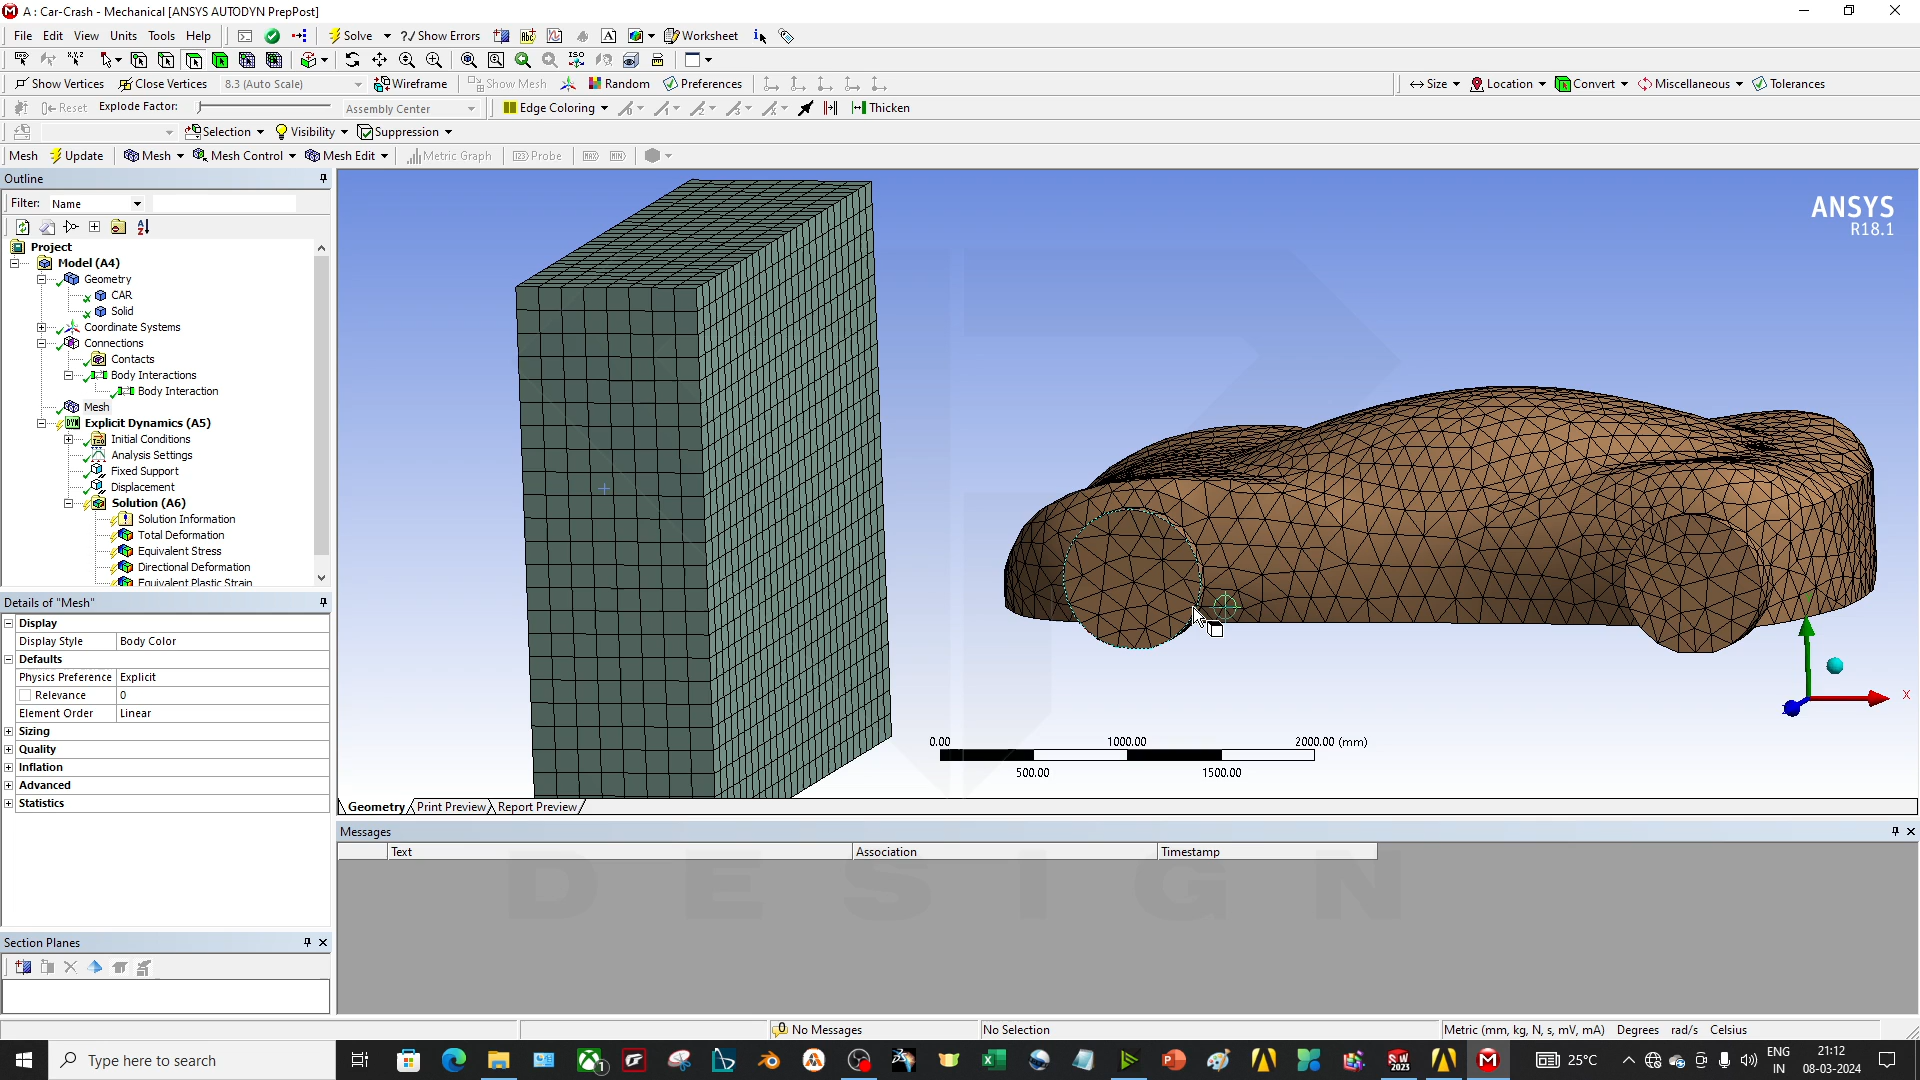 A : Car-Crash - Mechanical [ANSYS AUTODYN PrepPost]
File Edit View Units Tools Help Solve ?/Show Errors Worksheet
Show Vertices Close Vertices 8.3 (Auto Scale) Wireframe Show Mesh Random Preferences Size Location Convert Miscellaneous Tolerances
Reset Explode Factor: Assembly Center Edge Coloring Thicken
Selection Visibility Suppression
Mesh Update Mesh Mesh Control Mesh Edit Metric Graph Probe
Outline
Filter: Name
Project
Model (A4)
Geometry
CAR
Solid
Coordinate Systems
Connections
Contacts
Body Interactions
Body Interaction
Mesh
Explicit Dynamics (A5)
Initial Conditions
Analysis Settings
Fixed Support
Displacement
Solution (A6)
Solution Information
Total Deformation
Equivalent Stress
Directional Deformation
Equivalent Plastic Strain
Details of "Mesh"
Display
Display Style Body Color
Defaults
Physics Preference Explicit
Relevance 0
Element Order Linear
Sizing
Quality
Inflation
Advanced
Statistics
Section Planes
ANSYS
R18.1
X
0.00 1000.00 2000.00 (mm)
500.00 1500.00
Geometry Print Preview Report Preview
Messages
Text Association Timestamp
DESIGN
No Messages No Selection Metric (mm, kg, N, s, mV, mA) Degrees rad/s Celsius
Type here to search 25°C ENG IN 21:12 08-03-2024